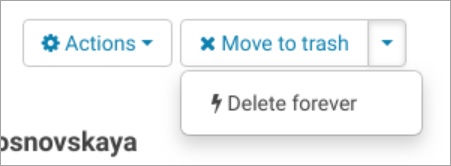 Actions Move to trash
Delete forever
osnovskaya